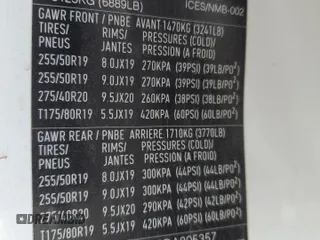 (6889LB) ICES/NMB-002
GAWR FRONT / PNBE AVANT 1470KG (3241LB)
TIRES/ RIMS/ PRESSURES (COLD)/
PNEUS JANTES PRESSION (A FROID)
255/50R19 8.0JX19 270KPA (39PSI) (39LB/PO²)
255/50R19 9.0JX19 270KPA (39PSI) (39LB/PO²)
275/40R20 9.5JX20 260KPA (38PSI) (38LB/PO²)
T175/80R19 5.5JX19 420KPA (60PSI) (60LB/PO²)
GAWR REAR / PNBE ARRIERE 1710KG (3770LB)
TIRES/ RIMS/ PRESSURES (COLD)/
PNEUS JANTES PRESSION (A FROID)
255/50R19 8.0JX19 300KPA (44PSI) (44LB/PO²)
255/50R19 9.0JX19 300KPA (44PSI) (44LB/PO²)
9.5JX20 290KPA (42PSI) (42LB/PO²)
T175/80R19 5.5JX19 420KPA (60PSI) (60LB/PO²)